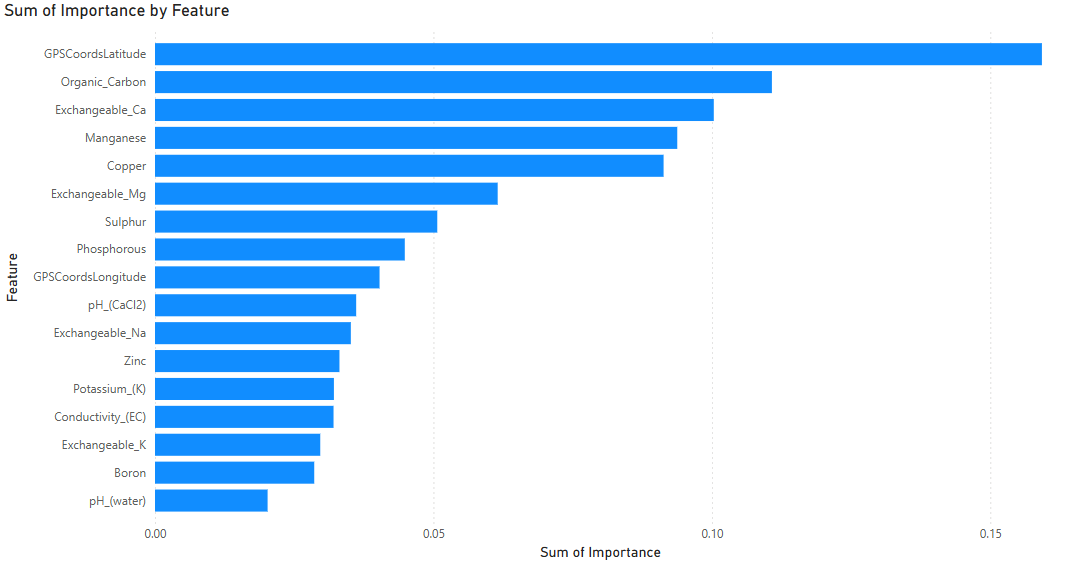 Sum of Importance by Feature
Feature
GPSCoordsLatitude
Organic_Carbon
Exchangeable_Ca
Manganese
Copper
Exchangeable_Mg
Sulphur
Phosphorous
GPSCoordsLongitude
pH_(CaCl2)
Exchangeable_Na
Zinc
Potassium_(K)
Conductivity_(EC)
Exchangeable_K
Boron
pH_(water)
0.00 0.05 0.10 0.15
Sum of Importance